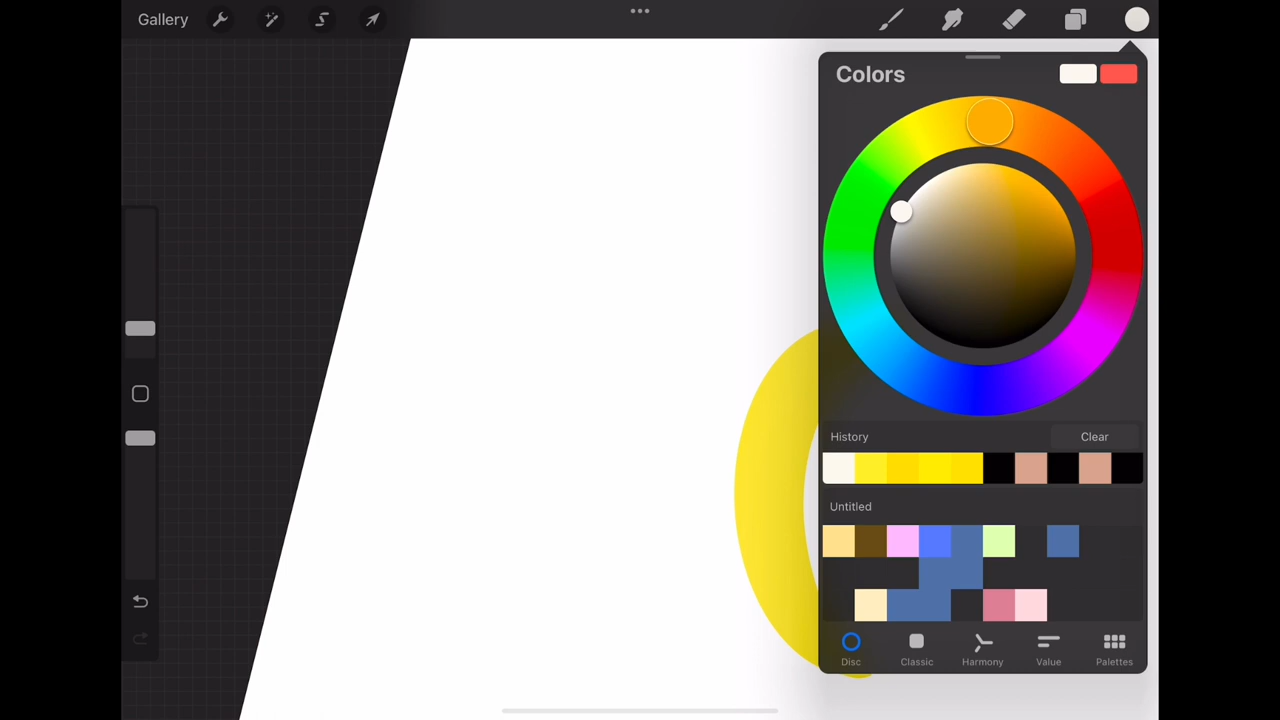 Gallery
Colors
History
Clear
Untitled
Disc
Classic
Harmony
Value
Palettes